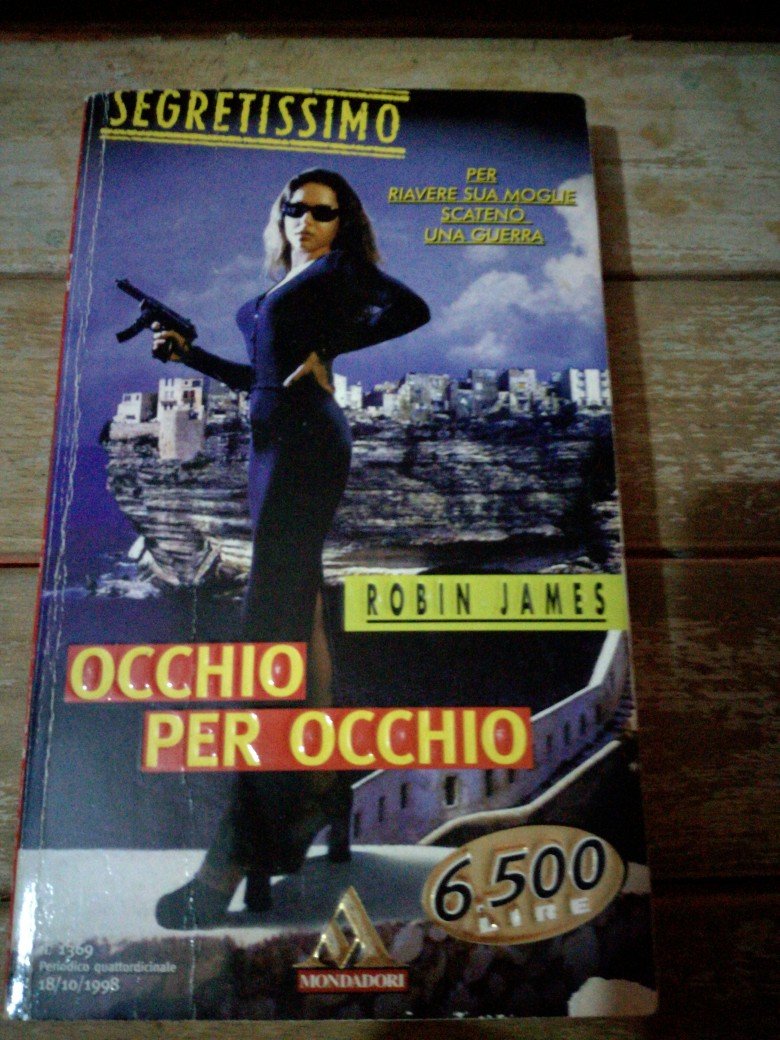 SEGRETISSIMO
PER
RIAVERE SUA MOGLIE
SCATENÒ
UNA GUERRA
ROBIN JAMES
OCCHIO
PER OCCHIO
6.500
LIRE
1369
Periodico quattordicinale
18/10/1998
MONDADORI